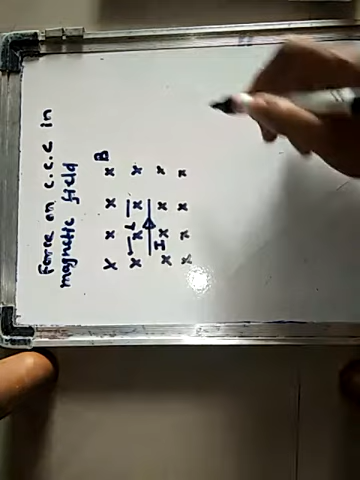 Force on c.c.c in
magnetic field
x x x x B
x x x x
L
I
x x x x
x x x x